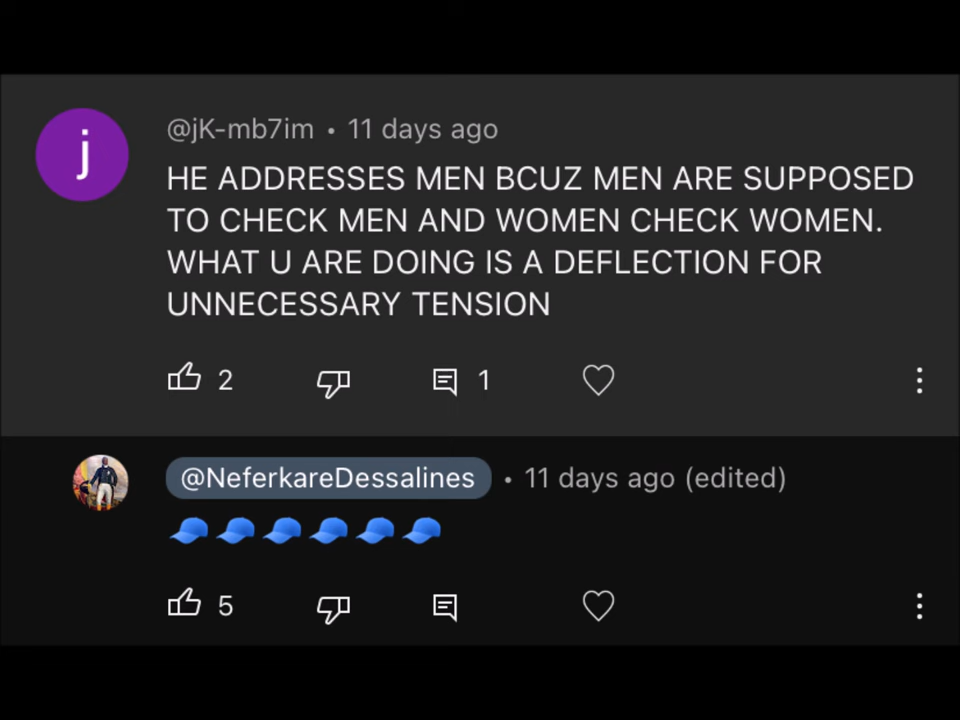 j
@jK-mb7im • 11 days ago
HE ADDRESSES MEN BCUZ MEN ARE SUPPOSED
TO CHECK MEN AND WOMEN CHECK WOMEN.
WHAT U ARE DOING IS A DEFLECTION FOR
UNNECESSARY TENSION
2 1
@NeferkareDessalines • 11 days ago (edited)
🧢🧢🧢🧢🧢🧢
5